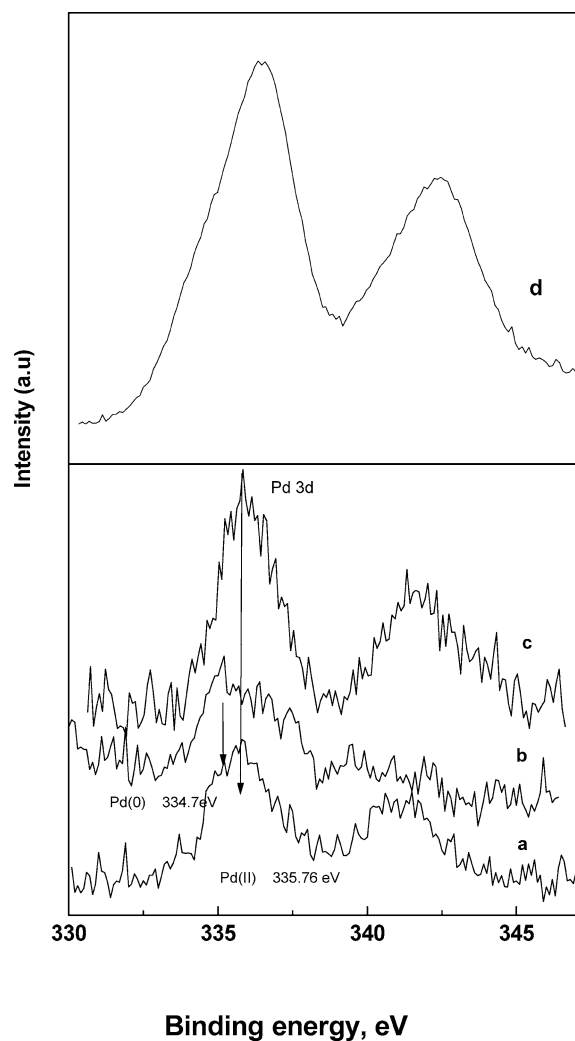 Intensity (a.u)
d
Pd 3d
c
b
Pd(0) 334.7eV
a
Pd(II) 335.76 eV
330 335 340 345
Binding energy, eV